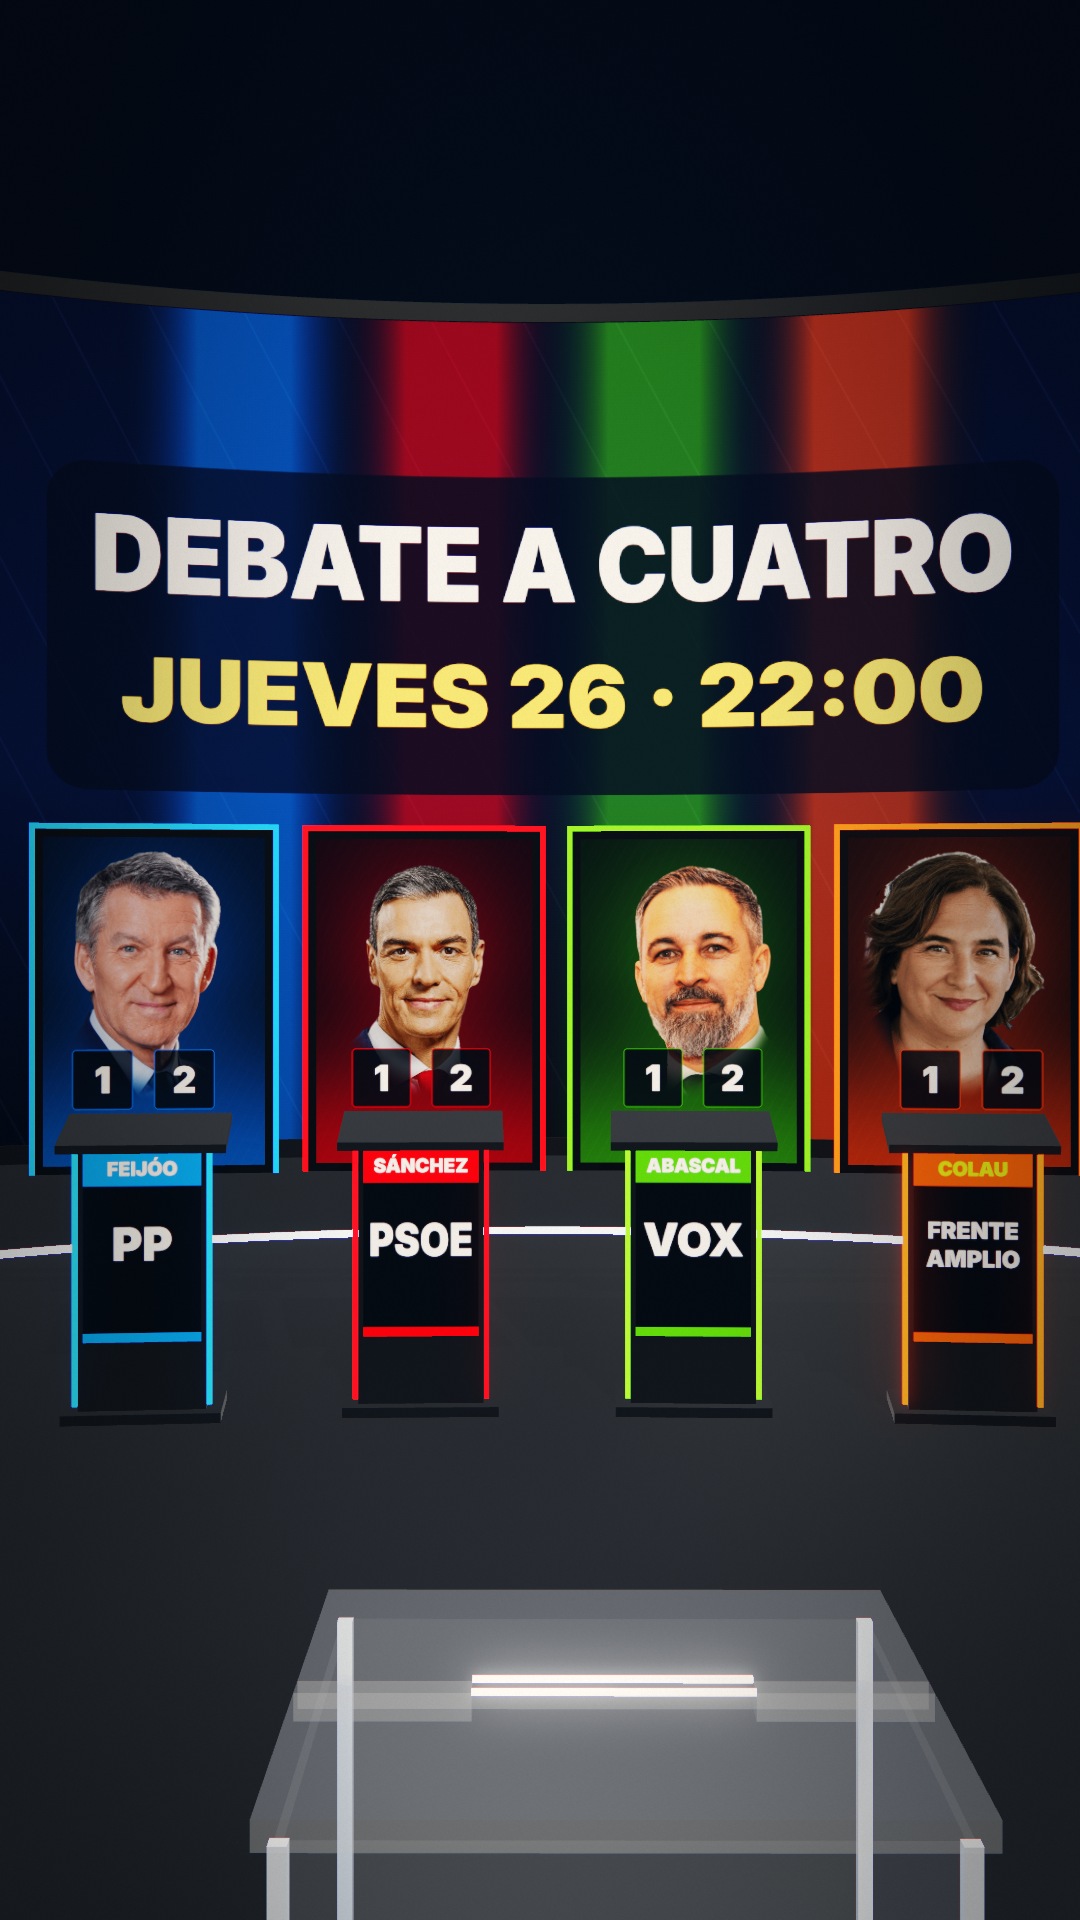 DEBATE A CUATRO
JUEVES 26 · 22:00
1 2
1 2
1 2
1 2
FEIJÓO
SÁNCHEZ
ABASCAL
COLAU
PP
PSOE
VOX
FRENTE
AMPLIO